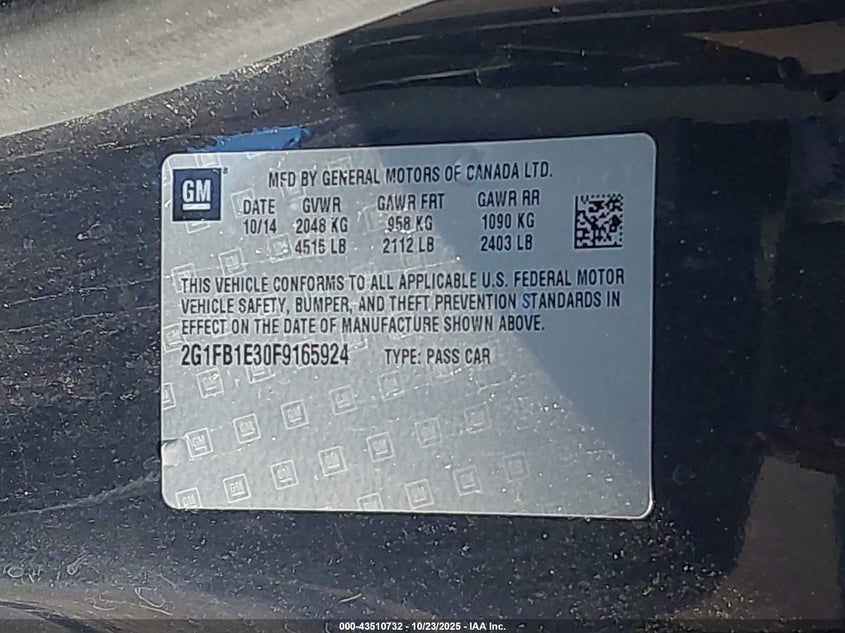 GM
MFD BY GENERAL MOTORS OF CANADA LTD.
DATE GVWR GAWR FRT GAWR RR
10/14 2048 KG 958 KG 1090 KG
4515 LB 2112 LB 2403 LB
THIS VEHICLE CONFORMS TO ALL APPLICABLE U.S. FEDERAL MOTOR
VEHICLE SAFETY, BUMPER, AND THEFT PREVENTION STANDARDS IN
EFFECT ON THE DATE OF MANUFACTURE SHOWN ABOVE.
2G1FB1E30F9165924 TYPE: PASS CAR
000-43510732 - 10/23/2025 - IAA Inc.